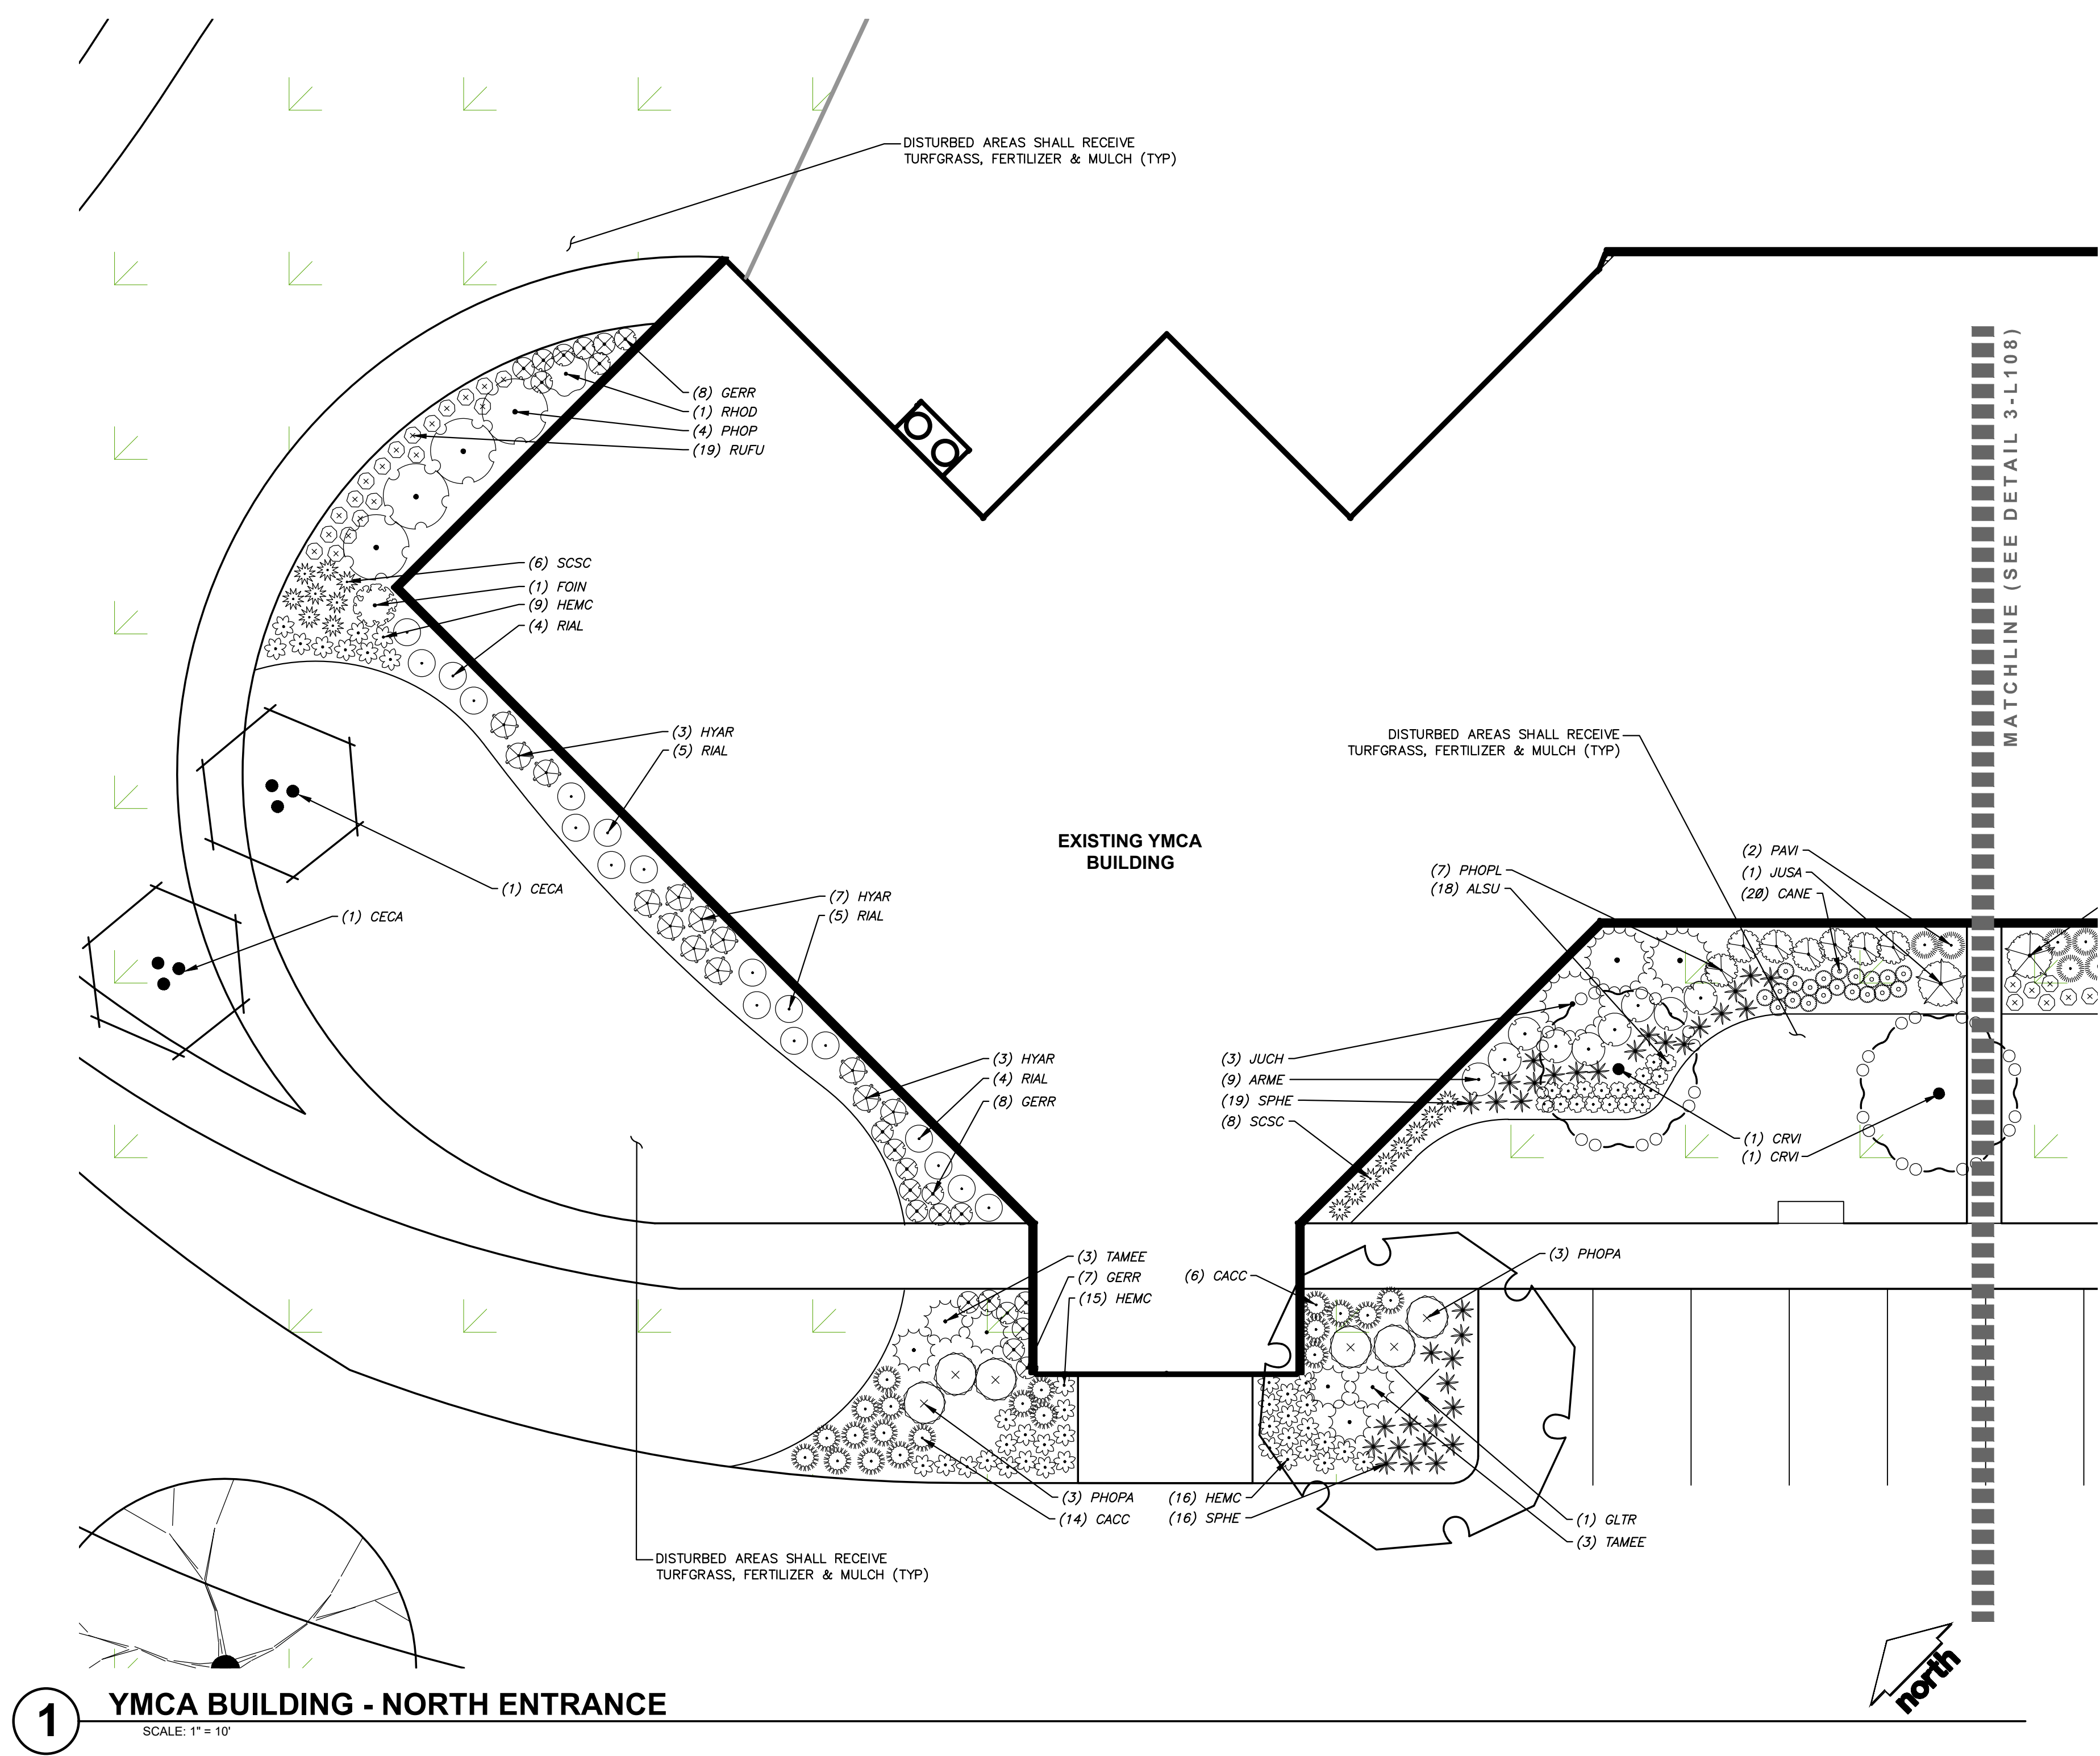 DISTURBED AREAS SHALL RECEIVE
TURFGRASS, FERTILIZER & MULCH (TYP)
MATCHLINE (SEE DETAIL 3-L108)
(8) GERR
(1) RHOD
(4) PHOP
(19) RUFU
(6) SCSC
(1) FOIN
(9) HEMC
(4) RIAL
(3) HYAR
(5) RIAL
DISTURBED AREAS SHALL RECEIVE
TURFGRASS, FERTILIZER & MULCH (TYP)
EXISTING YMCA
BUILDING
(2) PAVI
(1) JUSA
(20) CANE
(7) PHOPL
(18) ALSU
(1) CECA
(1) CECA
(7) HYAR
(5) RIAL
(3) HYAR
(4) RIAL
(8) GERR
(3) JUCH
(9) ARME
(19) SPHE
(8) SCSC
(1) CRVI
(1) CRVI
(3) TAMEE
(7) GERR
(15) HEMC
(6) CACC
(3) PHOPA
(3) PHOPA
(14) CACC
(16) HEMC
(16) SPHE
(1) GLTR
(3) TAMEE
DISTURBED AREAS SHALL RECEIVE
TURFGRASS, FERTILIZER & MULCH (TYP)
north
1
YMCA BUILDING - NORTH ENTRANCE
SCALE: 1" = 10'